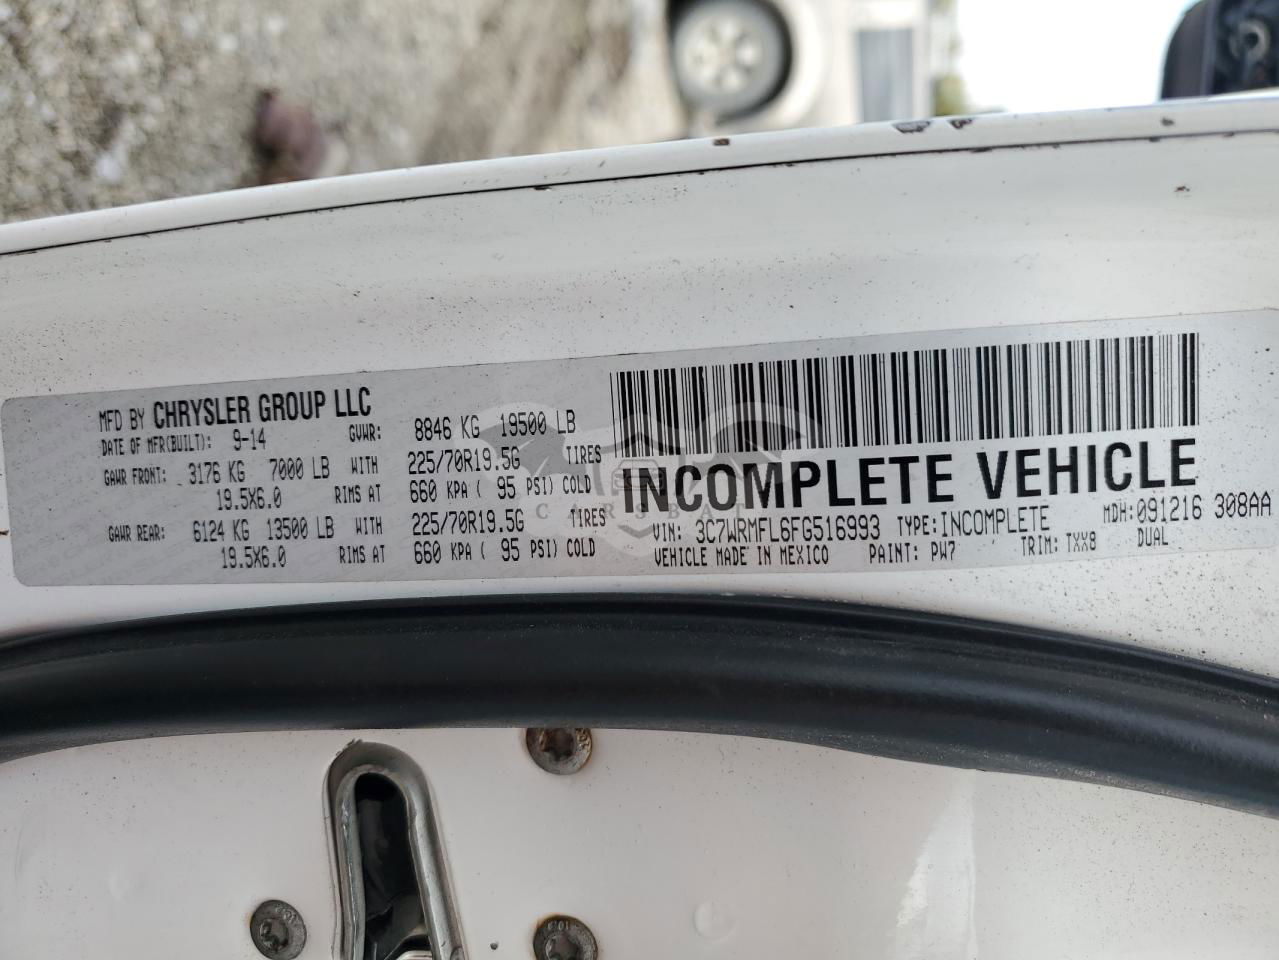 MFD BY CHRYSLER GROUP LLC
DATE OF MFR(BUILT): 9-14 GVWR: 8846 KG 19500 LB
GAWR FRONT: 3176 KG 7000 LB WITH 225/70R19.5G TIRES
19.5X6.0 RIMS AT 660 KPA ( 95 PSI) COLD
GAWR REAR: 6124 KG 13500 LB WITH 225/70R19.5G TIRES
19.5X6.0 RIMS AT 660 KPA ( 95 PSI) COLD
INCOMPLETE VEHICLE
VIN: 3C7WRMFL6FG516993 TYPE: INCOMPLETE MDH: 091216 308AA
VEHICLE MADE IN MEXICO PAINT: PW7 TRIM: TXX8 DUAL
CARSBAT